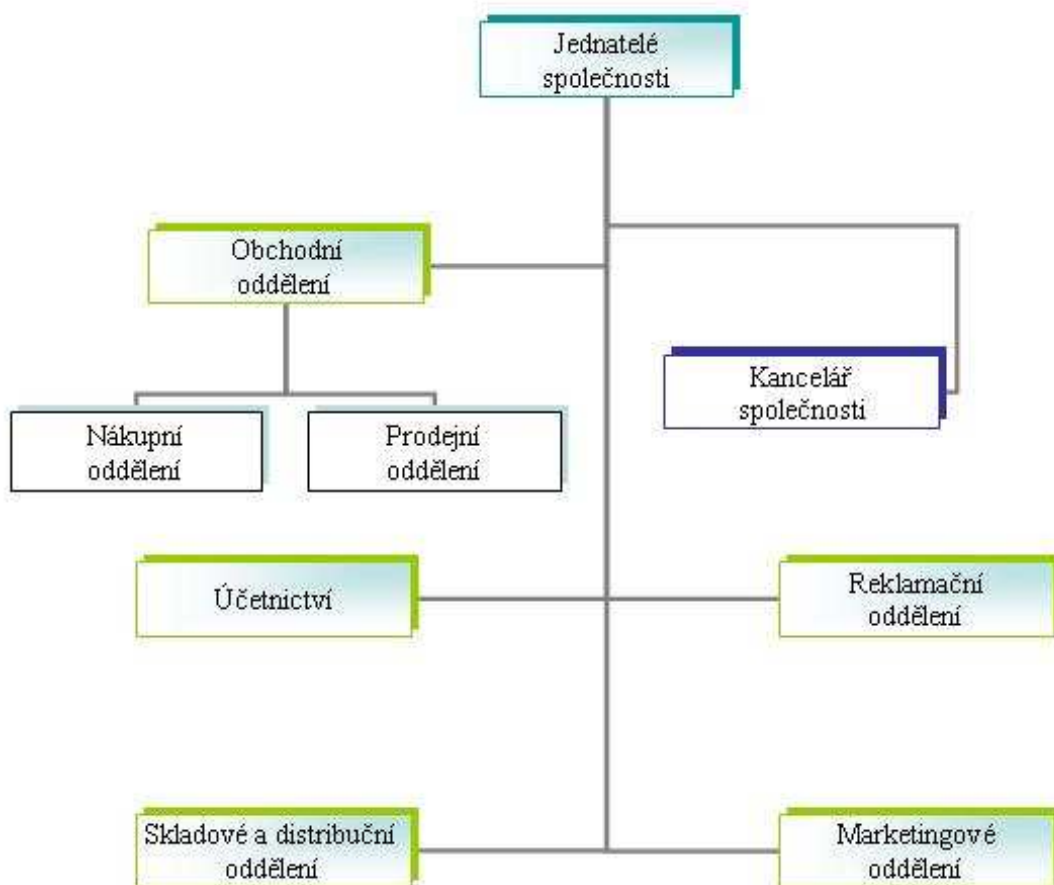 Jednatelé
společnosti
Obchodní
oddělení
Kancelář
společnosti
Nákupní
oddělení
Prodejní
oddělení
Účetnictví
Reklamační
oddělení
Skladové a distribuční
oddělení
Marketingové
oddělení